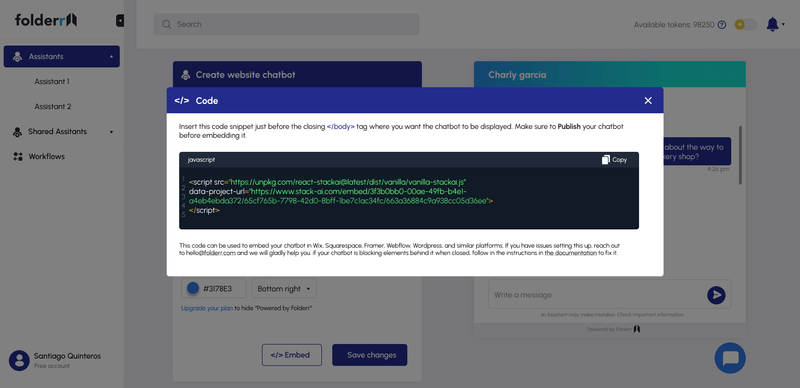 folderr
Search
Available tokens: 98250
Assistants
Assistant 1
Assistant 2
Shared Assitants
Workflows
Create website chatbot
Charly garcia
</> Code
Insert this code snippet just before the closing </body> tag where you want the chatbot to be displayed. Make sure to Publish your chatbot
before embedding it.
javascript
Copy
1
2
3
4
5
<script src="https://unpkg.com/react-stackai@latest/dist/vanilla/vanilla-stackai.js"
data-project-url="https://www.stack-ai.com/embed/3f3b0bb0-00ae-49fb-b4e1-
a4eb4ebda372/65cf765b-7798-42d0-8bff-1be7c1ac34fc/663a36884c9a938cc05d36ee">
</script>
This code can be used to embed your chatbot in Wix, Squarespace, Framer, Webflow, Wordpress, and similar platforms. If you have issues setting this up, reach out
to hello@folderr.com and we will gladly help you. if your chatbot is blocking elements behind it when closed, follow in the instructions in the documentation to fix it.
about the way to
ery shop?
4:26 pm
#3178E3
Bottom right
Upgrade your plan to hide "Powered by Folderr"
</> Embed
Save changes
Write a message
AI Assistant may make mistakes. Check important information
Powered by Folderr
Santiago Quinteros
Free account